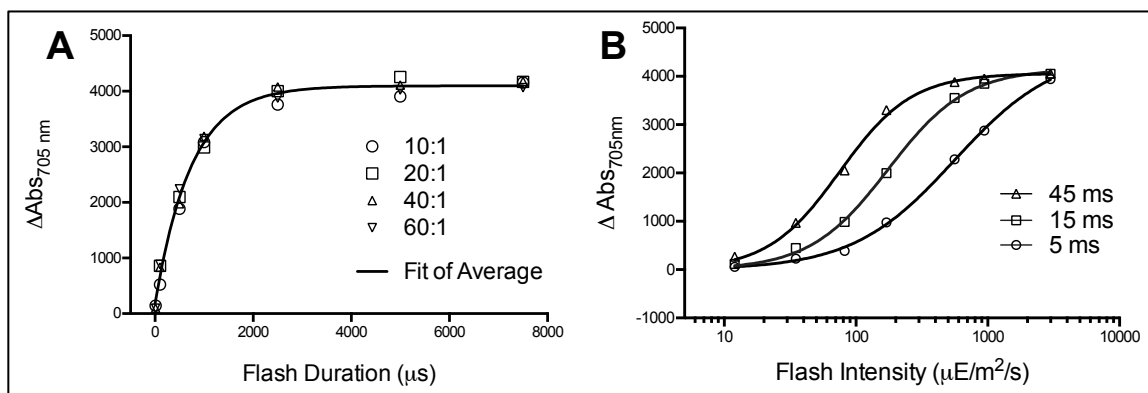 A
5000
4000
3000
2000
1000
0
ΔAbs705 nm
10:1
20:1
40:1
60:1
Fit of Average
0 2000 4000 6000 8000
Flash Duration (μs)
B
5000
4000
3000
2000
1000
0
-1000
Δ Abs705nm
45 ms
15 ms
5 ms
10 100 1000 10000
Flash Intensity (μE/m²/s)